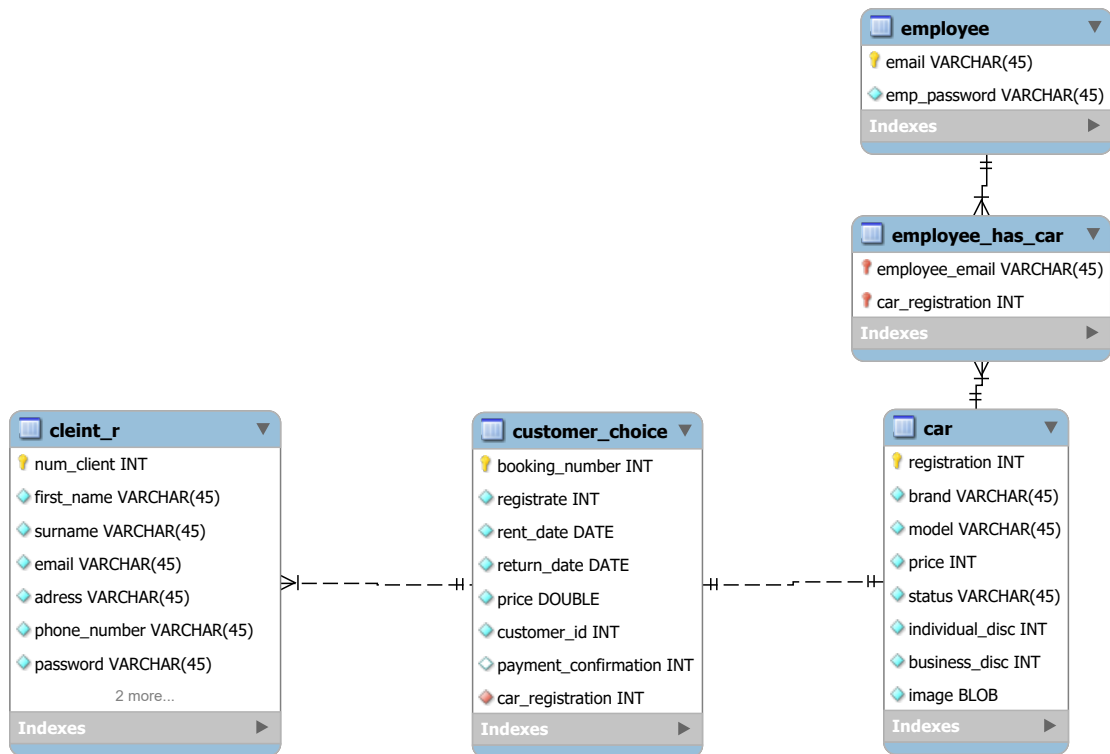 employee
email VARCHAR(45)
emp_password VARCHAR(45)
Indexes
employee_has_car
employee_email VARCHAR(45)
car_registration INT
Indexes
cleint_r
num_client INT
first_name VARCHAR(45)
surname VARCHAR(45)
email VARCHAR(45)
adress VARCHAR(45)
phone_number VARCHAR(45)
password VARCHAR(45)
2 more...
Indexes
customer_choice
booking_number INT
registrate INT
rent_date DATE
return_date DATE
price DOUBLE
customer_id INT
payment_confirmation INT
car_registration INT
Indexes
car
registration INT
brand VARCHAR(45)
model VARCHAR(45)
price INT
status VARCHAR(45)
individual_disc INT
business_disc INT
image BLOB
Indexes